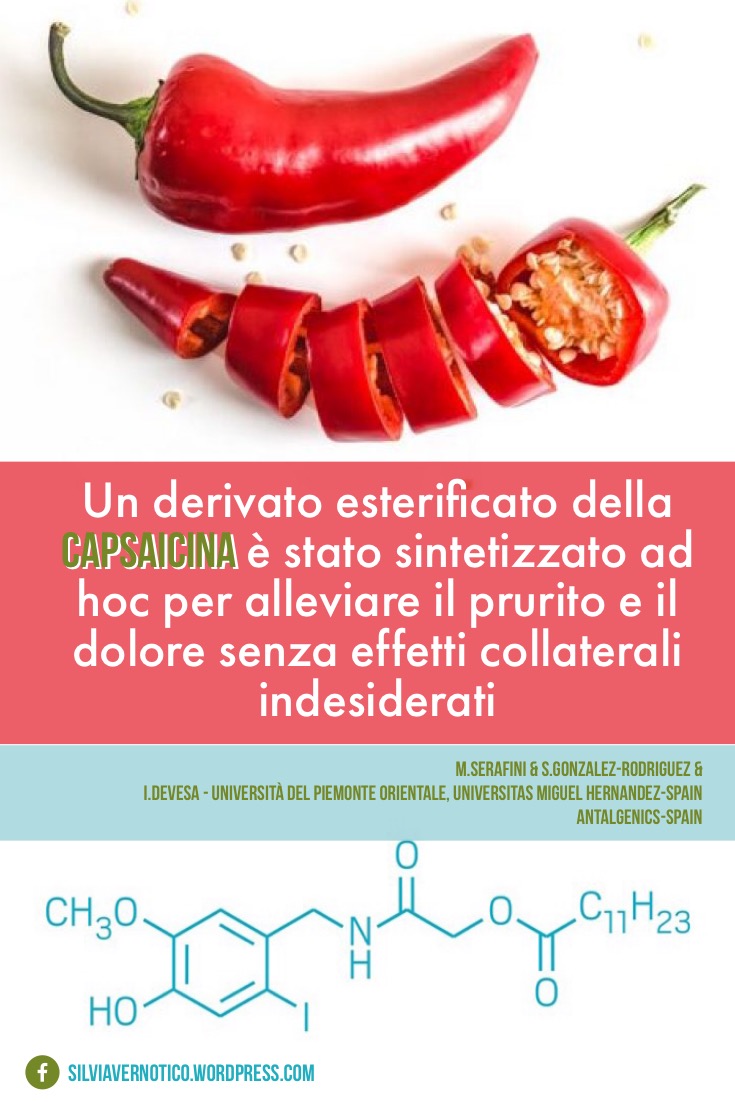 Un derivato esterificato della
CAPSAICINA è stato sintetizzato ad
hoc per alleviare il prurito e il
dolore senza effetti collaterali
indesiderati
M.SERAFINI & S.GONZALEZ-RODRIGUEZ &
I.DEVESA - UNIVERSITÀ DEL PIEMONTE ORIENTALE, UNIVERSITAS MIGUEL HERNANDEZ-SPAIN
ANTALGENICS-SPAIN
O
CH₃O
N
H
O
C₁₁H₂₃
HO
I
O
f SILVIAVERNOTICO.WORDPRESS.COM